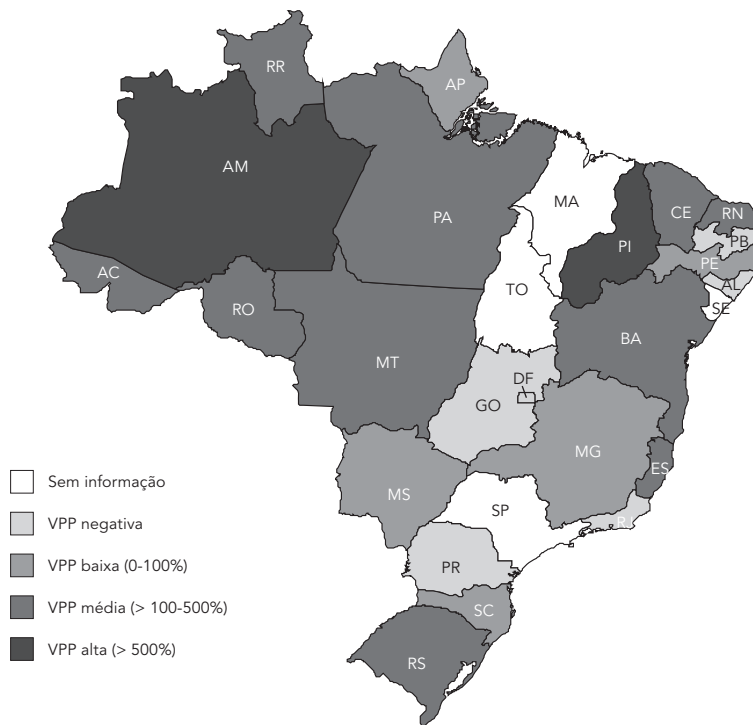 RR
AP
AM
PA
MA
CE
RN
PB
PI
PE
AC
AL
TO
SE
RO
BA
MT
DF
GO
MG
ES
MS
SP
RJ
PR
SC
RS
Sem informação
VPP negativa
VPP baixa (0-100%)
VPP média (> 100-500%)
VPP alta (> 500%)